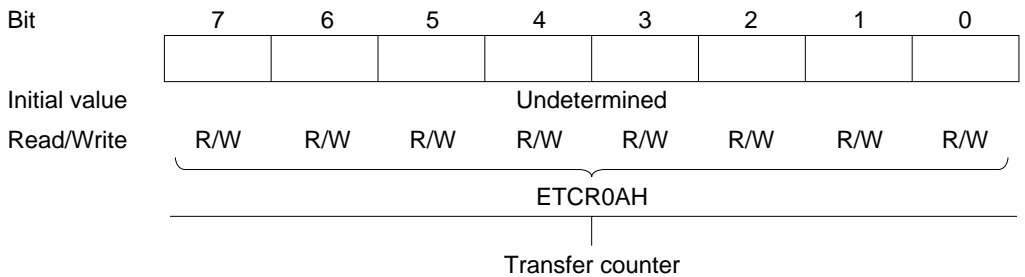 Bit 7 6 5 4 3 2 1 0
Initial value Undetermined
Read/Write R/W R/W R/W R/W R/W R/W R/W R/W
ETCR0AH
Transfer counter